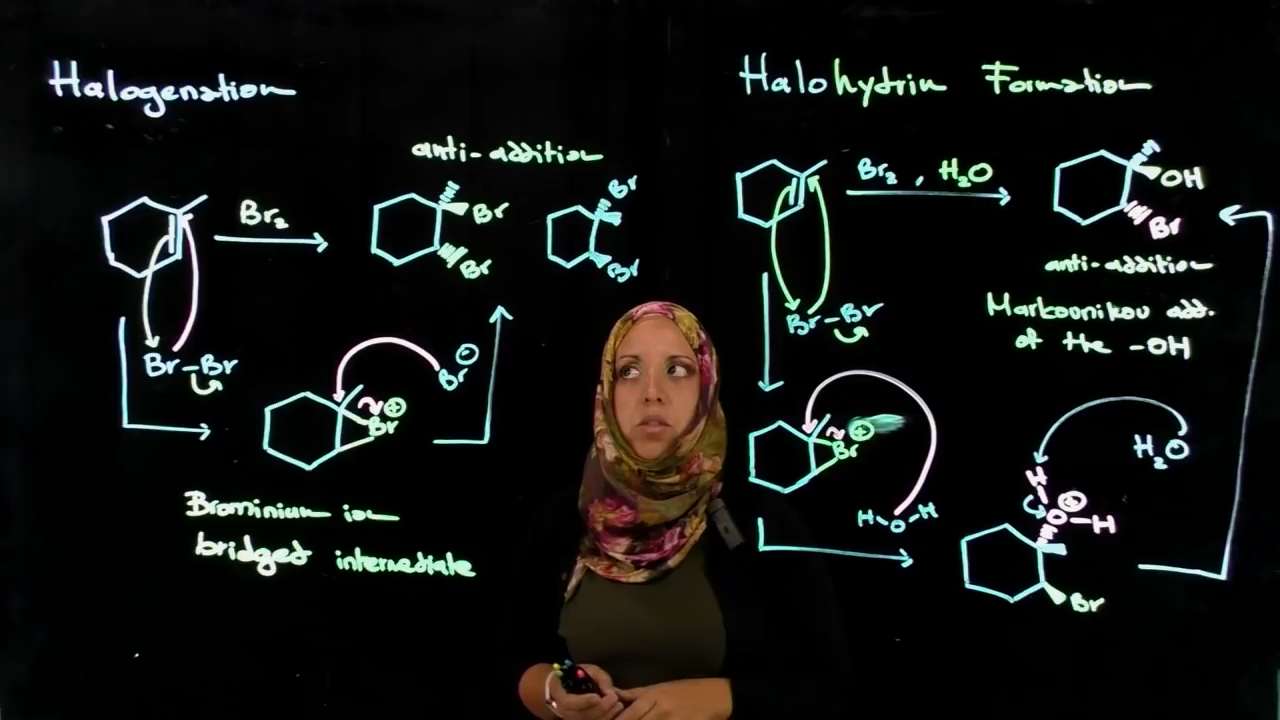 Halogenation
anti-addition
Br₂
Br
Br
Br
Br
Br-Br
Br⊖
Br⊕
Brominium ion
bridged intermediate
Halohydrin Formation
Br₂, H₂O
OH
Br
anti-addition
Markovnikov add.
of the -OH
Br-Br
Br⊕
H-O-H
H₂O
H
O⊕-H
Br